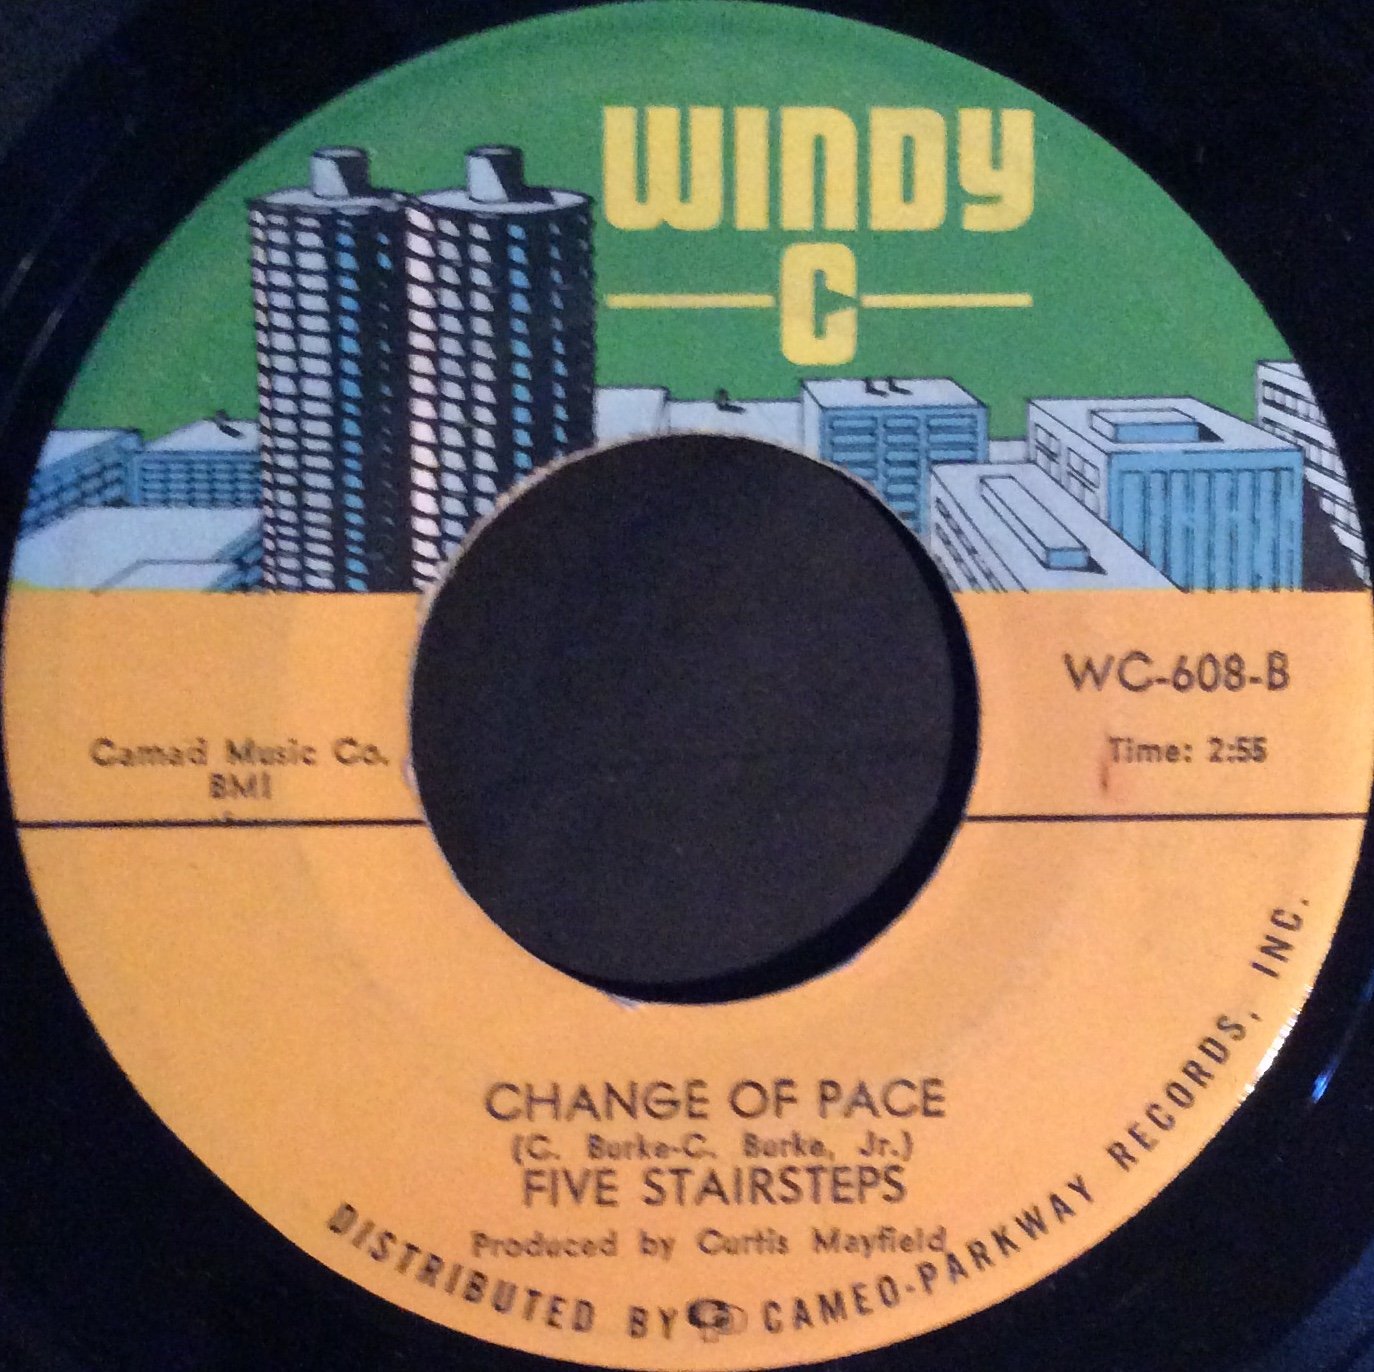 WINDY
C
WC-608-B
Time: 2:55
Camad Music Co.
BMI
CHANGE OF PACE
(C. Burke-C. Burke, Jr.)
FIVE STAIRSTEPS
Produced by Curtis Mayfield
DISTRIBUTED BY CAMEO-PARKWAY RECORDS, INC.